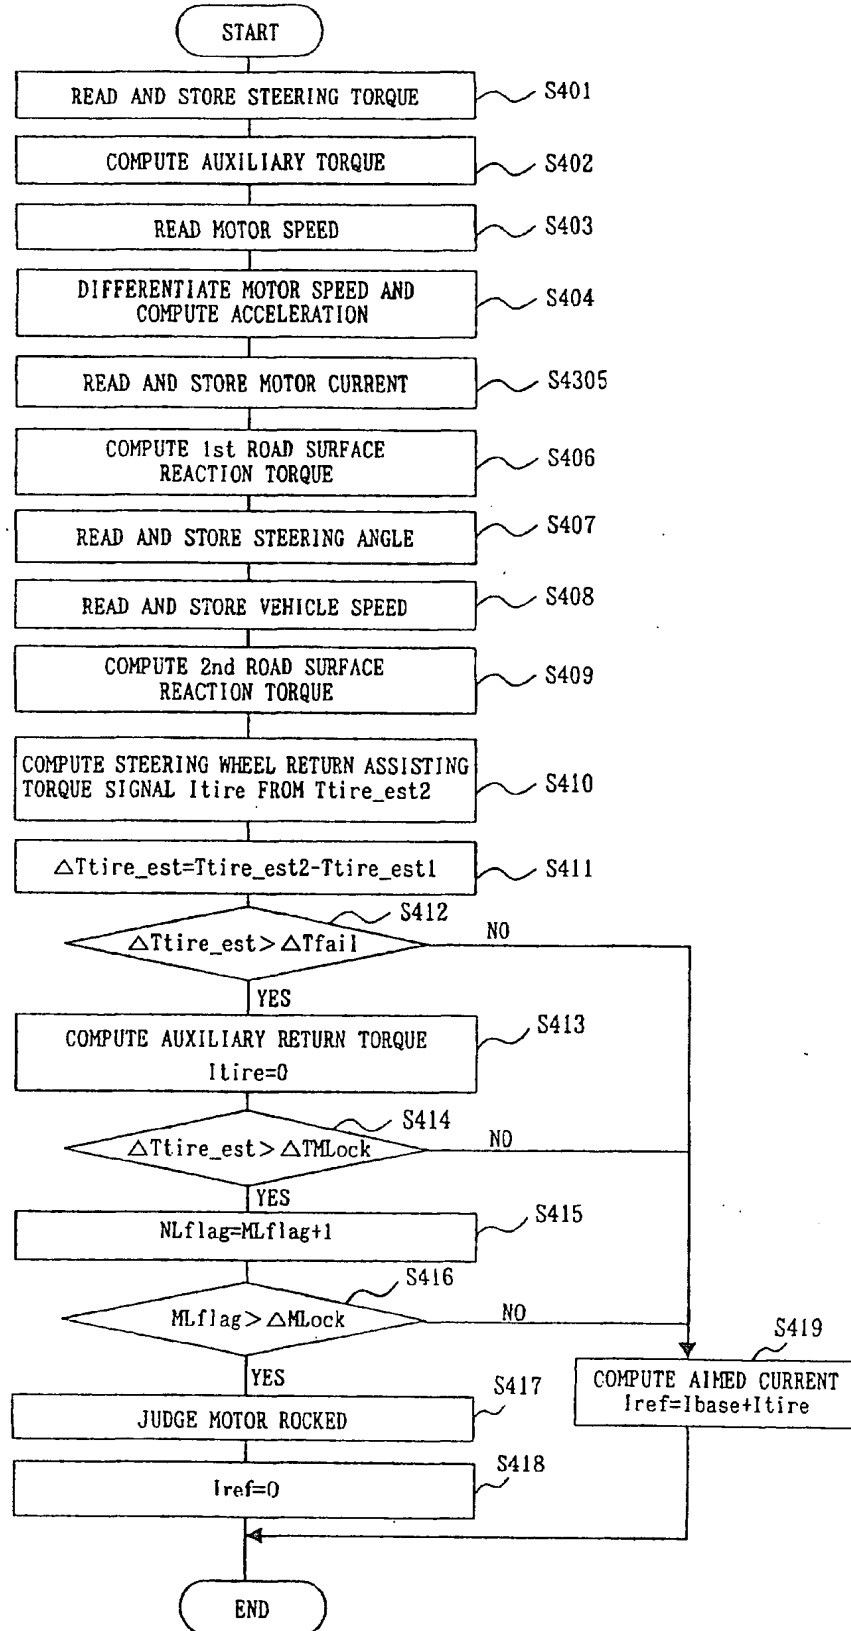 START
READ AND STORE STEERING TORQUE
S401
COMPUTE AUXILIARY TORQUE
S402
READ MOTOR SPEED
S403
DIFFERENTIATE MOTOR SPEED AND
COMPUTE ACCELERATION
S404
READ AND STORE MOTOR CURRENT
S4305
COMPUTE 1st ROAD SURFACE
REACTION TORQUE
S406
READ AND STORE STEERING ANGLE
S407
READ AND STORE VEHICLE SPEED
S408
COMPUTE 2nd ROAD SURFACE
REACTION TORQUE
S409
COMPUTE STEERING WHEEL RETURN ASSISTING
TORQUE SIGNAL Itire FROM Ttire_est2
S410
△Ttire_est=Ttire_est2-Ttire_est1
S411
S412
△Ttire_est> △Tfail
NO
YES
COMPUTE AUXILIARY RETURN TORQUE
Itire=0
S413
S414
△Ttire_est> △TMLock
NO
YES
NLflag=MLflag+1
S415
S416
MLflag> △MLock
NO
YES
S419
COMPUTE AIMED CURRENT
Iref=Ibase+Itire
JUDGE MOTOR ROCKED
S417
Iref=0
S418
END